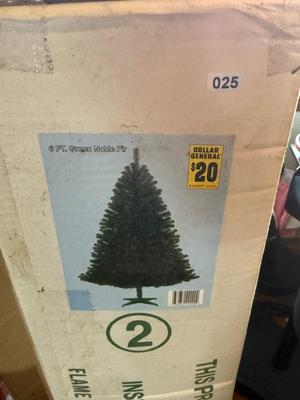 025
6 FT. Green Noble Fir
DOLLAR
GENERAL
$20
EVERY DAY
2
THIS PR
INS
FLAME